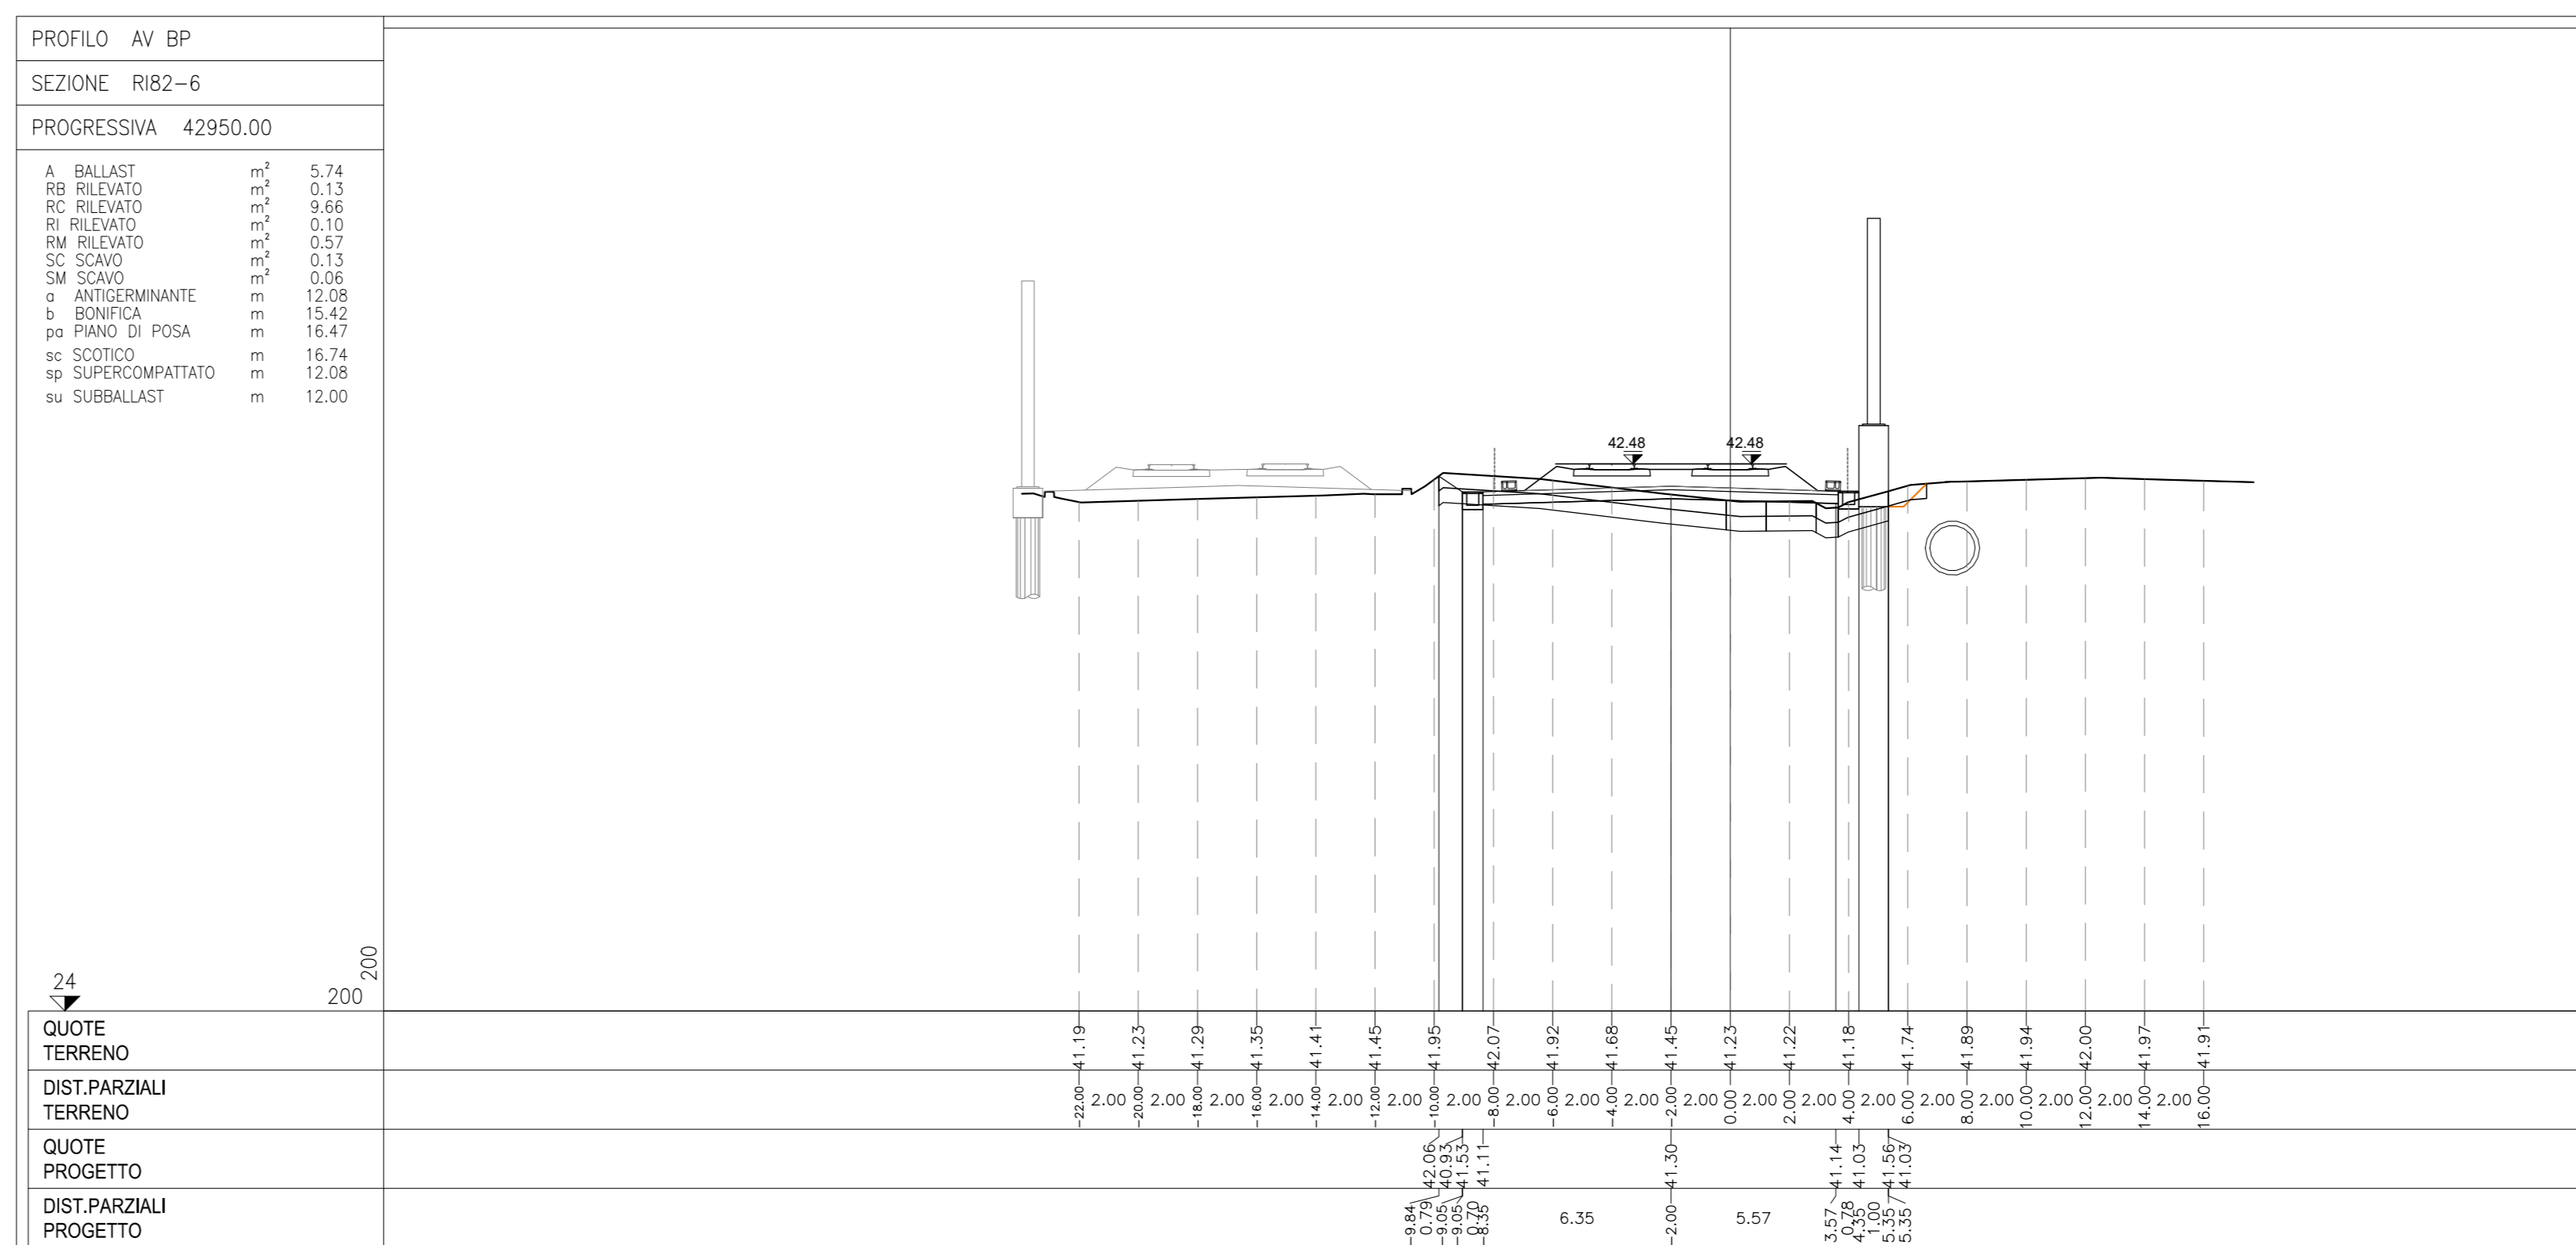 PROFILO AV BP
SEZIONE RI82-6
PROGRESSIVA 42950.00
A BALLAST m² 5.74
RB RILEVATO m² 0.13
RC RILEVATO m² 9.66
RI RILEVATO m² 0.10
RM RILEVATO m² 0.57
SC SCAVO m² 0.13
SM SCAVO m² 0.06
a ANTIGERMINANTE m 12.08
b BONIFICA m 15.42
pa PIANO DI POSA m 16.47
sc SCOTICO m 16.74
sp SUPERCOMPATTATO m 12.08
su SUBBALLAST m 12.00
42.48 42.48
200
24
200
QUOTE
TERRENO
41.19 41.23 41.29 41.35 41.41 41.45 41.95 42.07 41.92 41.68 41.45 41.23 41.22 41.18 41.74 41.89 41.94 42.00 41.97 41.91
DIST.PARZIALI
TERRENO
-22.00 2.00 -20.00 2.00 -18.00 2.00 -16.00 2.00 -14.00 2.00 -12.00 2.00 -10.00 2.00 -8.00 2.00 -6.00 2.00 -4.00 2.00 -2.00 2.00 0.00 2.00 2.00 2.00 4.00 2.00 6.00 2.00 8.00 2.00 10.00 2.00 12.00 2.00 14.00 2.00 16.00
QUOTE
PROGETTO
42.06 40.93 41.53 41.11 41.30 41.14 41.03 41.56 41.03
DIST.PARZIALI
PROGETTO
-9.84 0.79 -9.05 -9.05 0.70 -8.35 6.35 -2.00 5.57 3.57 0.78 4.35 1.00 5.35 5.35